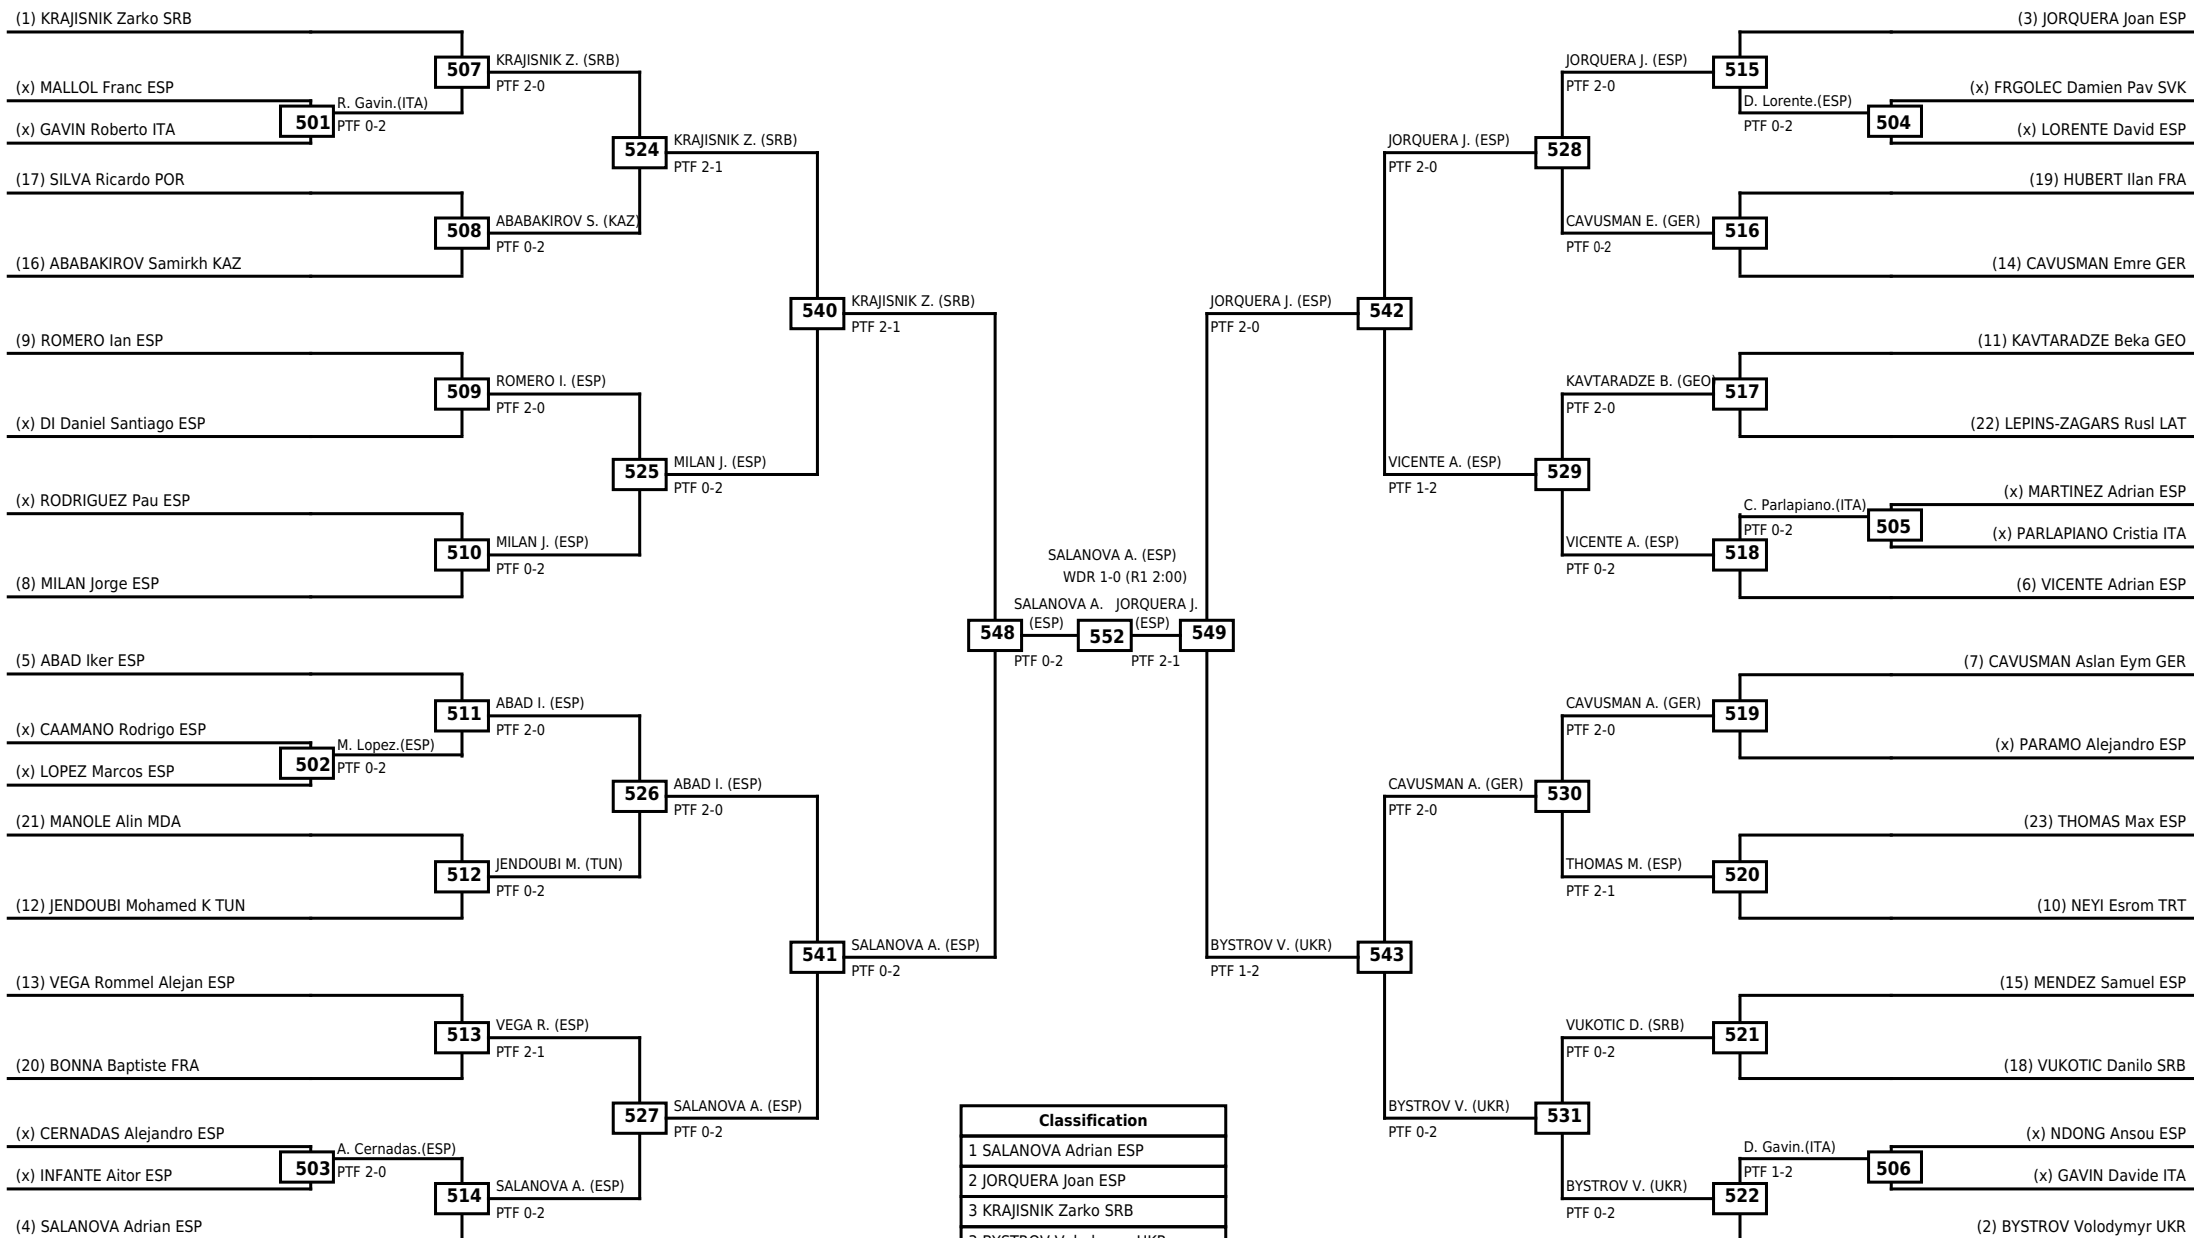 (1) KRAJISNIK Zarko SRB
507
KRAJISNIK Z. (SRB)
PTF 2-0
(x) MALLOL Franc ESP
501
R. Gavin.(ITA)
PTF 0-2
(x) GAVIN Roberto ITA
524
KRAJISNIK Z. (SRB)
PTF 2-1
(17) SILVA Ricardo POR
508
ABABAKIROV S. (KAZ)
PTF 0-2
(16) ABABAKIROV Samirkh KAZ
540
KRAJISNIK Z. (SRB)
PTF 2-1
(9) ROMERO Ian ESP
509
ROMERO I. (ESP)
PTF 2-0
(x) DI Daniel Santiago ESP
525
MILAN J. (ESP)
PTF 0-2
(x) RODRIGUEZ Pau ESP
510
MILAN J. (ESP)
PTF 0-2
(8) MILAN Jorge ESP
(5) ABAD Iker ESP
511
ABAD I. (ESP)
PTF 2-0
(x) CAAMANO Rodrigo ESP
502
M. Lopez.(ESP)
PTF 0-2
(x) LOPEZ Marcos ESP
526
ABAD I. (ESP)
PTF 2-0
(21) MANOLE Alin MDA
512
JENDOUBI M. (TUN)
PTF 0-2
(12) JENDOUBI Mohamed K TUN
541
SALANOVA A. (ESP)
PTF 0-2
(13) VEGA Rommel Alejan ESP
513
VEGA R. (ESP)
PTF 2-1
(20) BONNA Baptiste FRA
527
SALANOVA A. (ESP)
PTF 0-2
(x) CERNADAS Alejandro ESP
503
A. Cernadas.(ESP)
PTF 2-0
(x) INFANTE Aitor ESP
514
SALANOVA A. (ESP)
PTF 0-2
(4) SALANOVA Adrian ESP
SALANOVA A. (ESP)
WDR 1-0 (R1 2:00)
SALANOVA A. JORQUERA J.
548 (ESP) 552 (ESP) 549
PTF 0-2 PTF 2-1
(3) JORQUERA Joan ESP
JORQUERA J. (ESP)
515
PTF 2-0
(x) FRGOLEC Damien Pav SVK
D. Lorente.(ESP)
504
PTF 0-2
(x) LORENTE David ESP
JORQUERA J. (ESP)
528
PTF 2-0
(19) HUBERT Ilan FRA
CAVUSMAN E. (GER)
516
PTF 0-2
(14) CAVUSMAN Emre GER
JORQUERA J. (ESP)
542
PTF 2-0
(11) KAVTARADZE Beka GEO
KAVTARADZE B. (GEO)
517
PTF 2-0
(22) LEPINS-ZAGARS Rusl LAT
VICENTE A. (ESP)
529
PTF 1-2
(x) MARTINEZ Adrian ESP
C. Parlapiano.(ITA)
505
PTF 0-2
(x) PARLAPIANO Cristia ITA
VICENTE A. (ESP)
518
PTF 0-2
(6) VICENTE Adrian ESP
(7) CAVUSMAN Aslan Eym GER
CAVUSMAN A. (GER)
519
PTF 2-0
(x) PARAMO Alejandro ESP
CAVUSMAN A. (GER)
530
PTF 2-0
(23) THOMAS Max ESP
THOMAS M. (ESP)
520
PTF 2-1
(10) NEYI Esrom TRT
BYSTROV V. (UKR)
543
PTF 1-2
(15) MENDEZ Samuel ESP
VUKOTIC D. (SRB)
521
PTF 0-2
(18) VUKOTIC Danilo SRB
BYSTROV V. (UKR)
531
PTF 0-2
(x) NDONG Ansou ESP
D. Gavin.(ITA)
506
PTF 1-2
(x) GAVIN Davide ITA
BYSTROV V. (UKR)
522
PTF 0-2
(2) BYSTROV Volodymyr UKR
Classification
1 SALANOVA Adrian ESP
2 JORQUERA Joan ESP
3 KRAJISNIK Zarko SRB
3 BYSTROV Volodymyr UKR